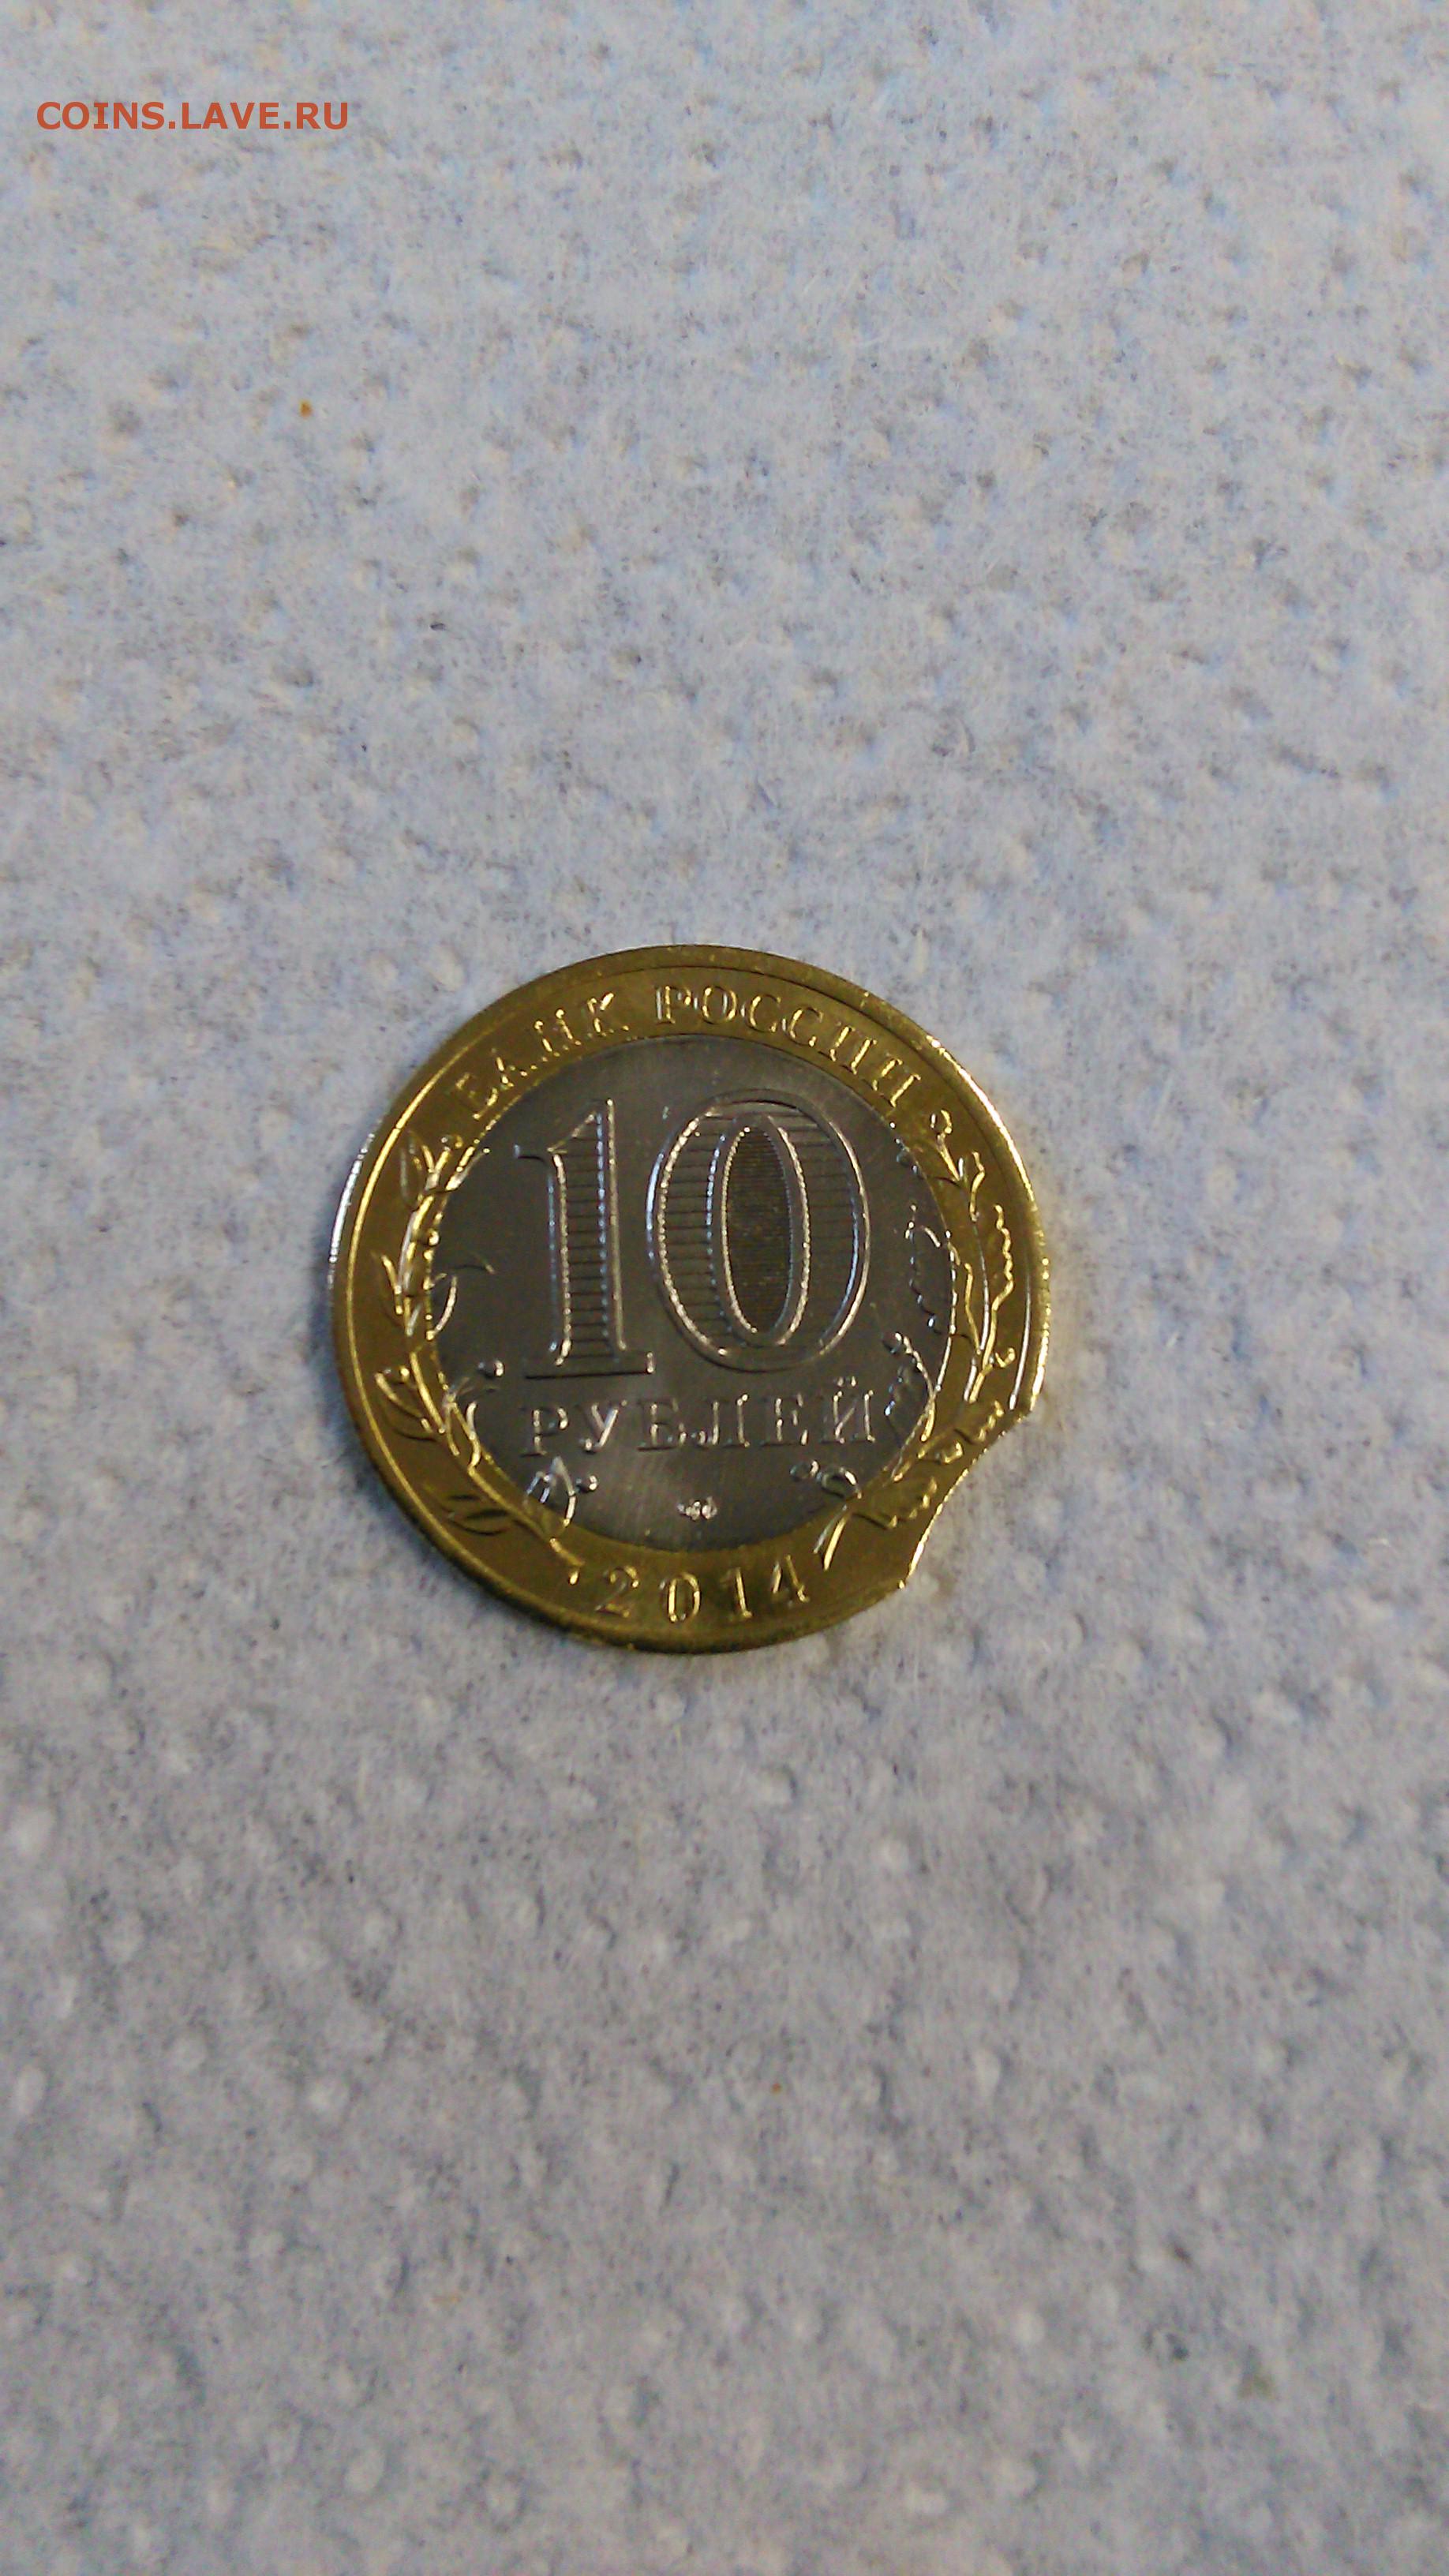 COINS.LAVE.RU
БАНК РОССИИ
10
РУБЛЕЙ
2014